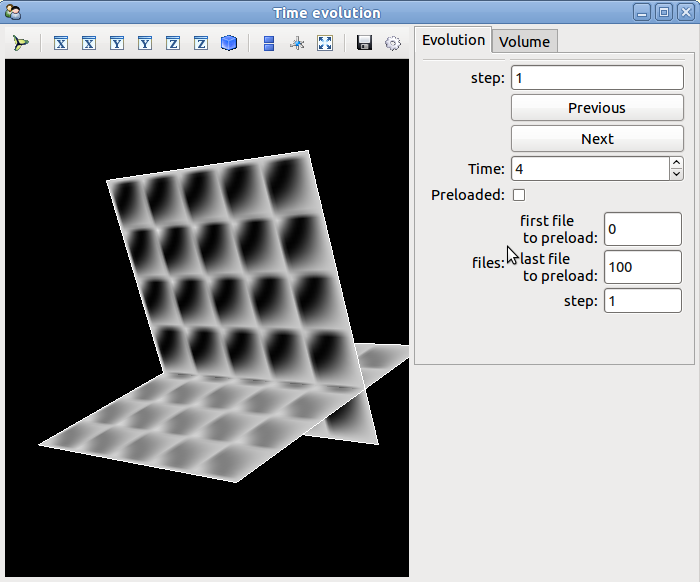 Time evolution
X X Y Y Z Z
Evolution Volume
step: 1
Previous
Next
Time: 4
Preloaded:
files:
first file
to preload: 0
last file
to preload: 100
step: 1